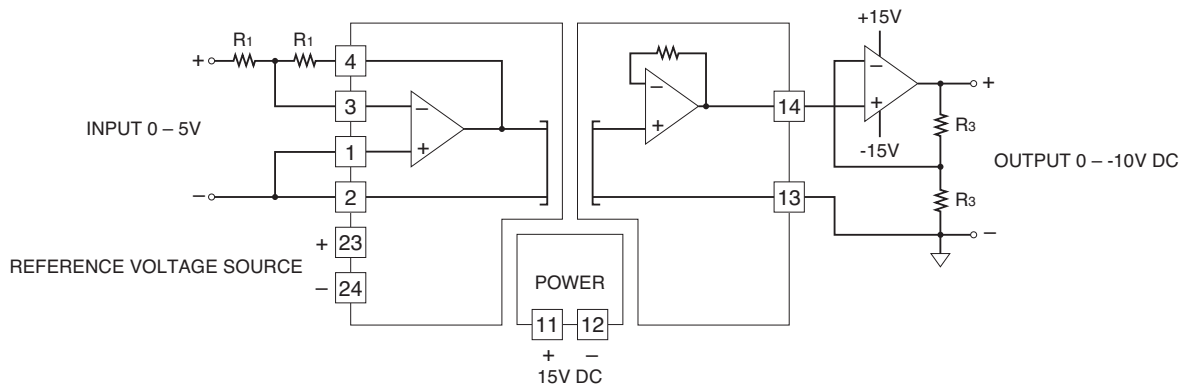 +15V
R1 R1
+ 4
− +
3 − − 14
INPUT 0 – 5V
+ + -15V R3
1
OUTPUT 0 – -10V DC
− 2 13 R3
+ 23 −
REFERENCE VOLTAGE SOURCE
− 24
POWER
11 12
+ −
15V DC